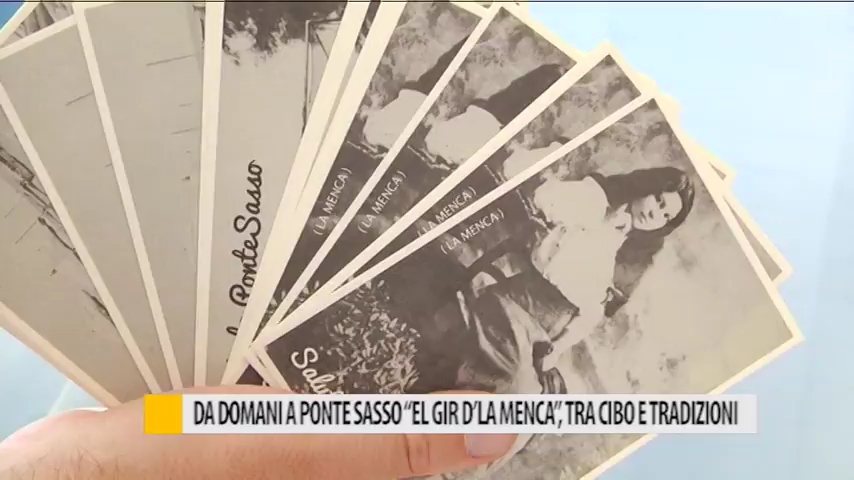 PonteSasso
(LA MENCA)
(LA MENCA)
(LA MENCA)
(LA MENCA)
DA DOMANI A PONTE SASSO "EL GIR D'LA MENCA", TRA CIBO E TRADIZIONI